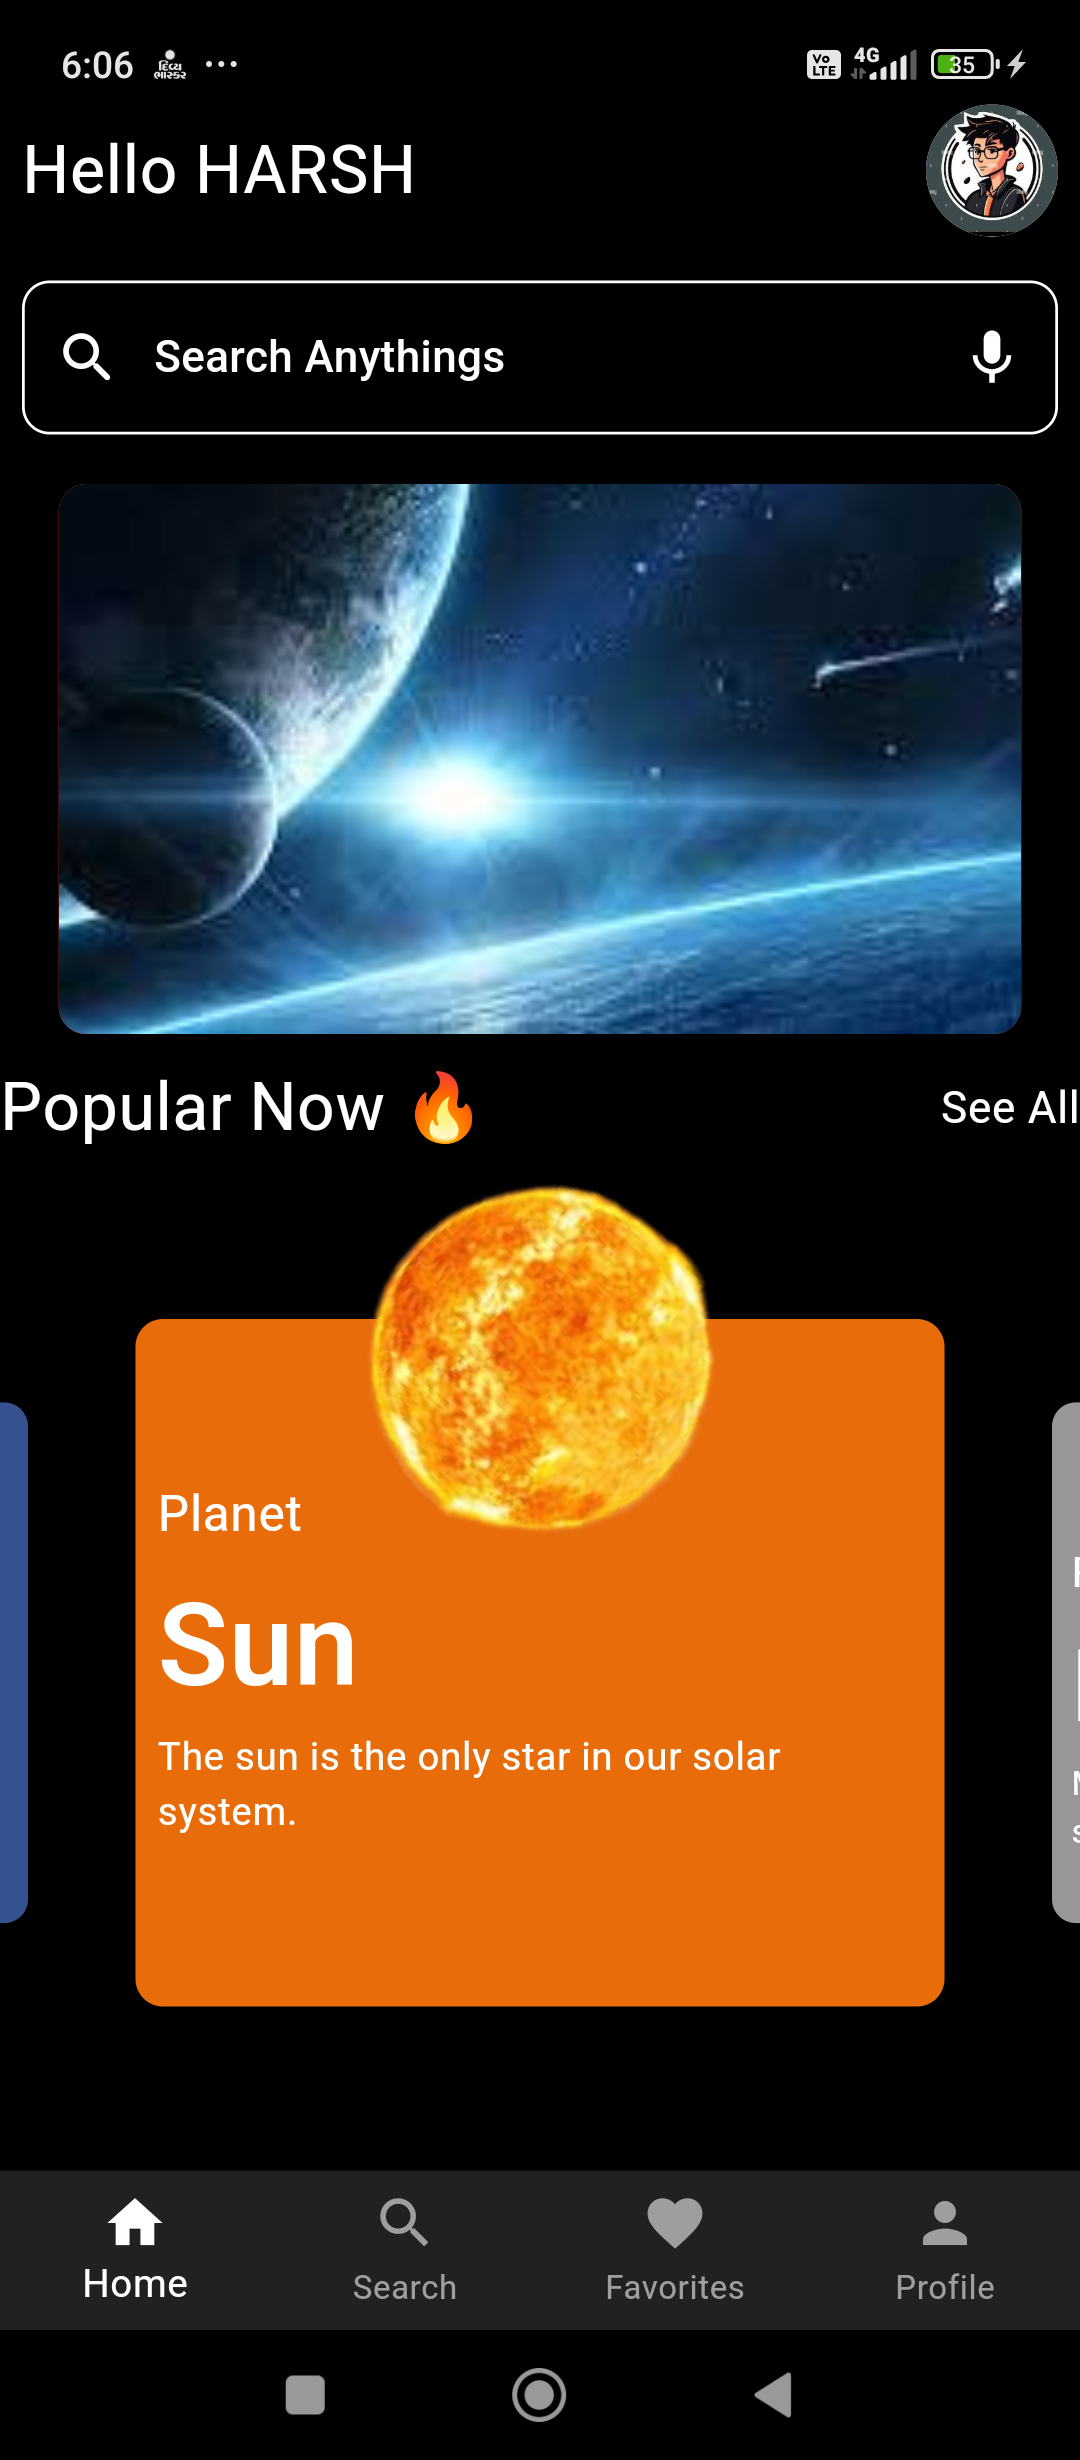 6:06 દિવ્ય ભાસ્કર ... Vo LTE 4G 35
Hello HARSH
Search Anythings
Popular Now 🔥 See All
Planet
Sun
The sun is the only star in our solar
system.
Home Search Favorites Profile